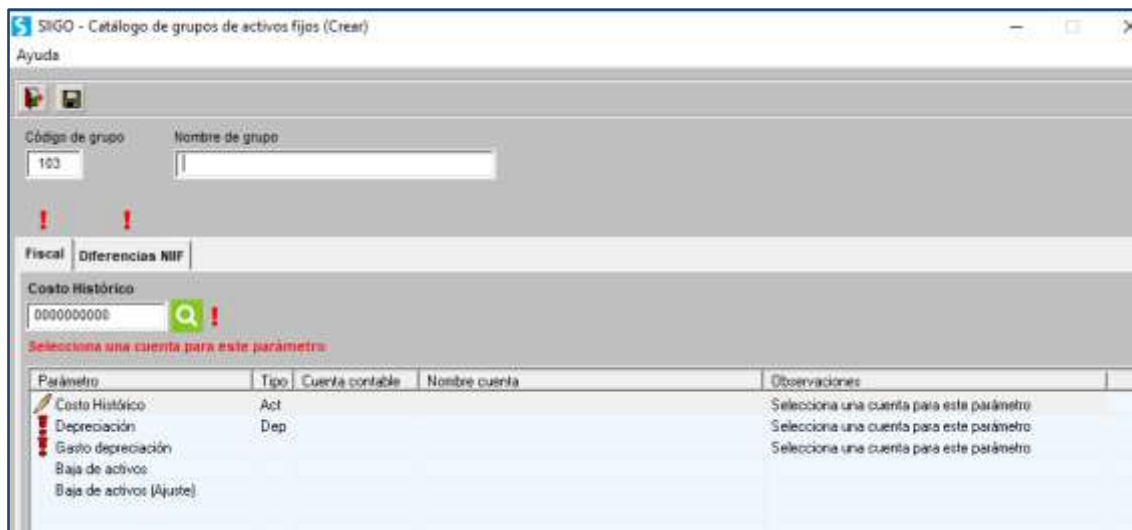 SIIGO - Catálogo de grupos de activos fijos (Crear)
Ayuda
Código de grupo Nombre de grupo
103
! !
Fiscal Diferencias NIIF
Costo Histórico
0000000000 !
Selecciona una cuenta para este parámetro
Parámetro Tipo Cuenta contable Nombre cuenta Observaciones
Costo Histórico Act Selecciona una cuenta para este parámetro
Depreciación Dep Selecciona una cuenta para este parámetro
Gasto depreciación Selecciona una cuenta para este parámetro
Baja de activos
Baja de activos (Ajuste)